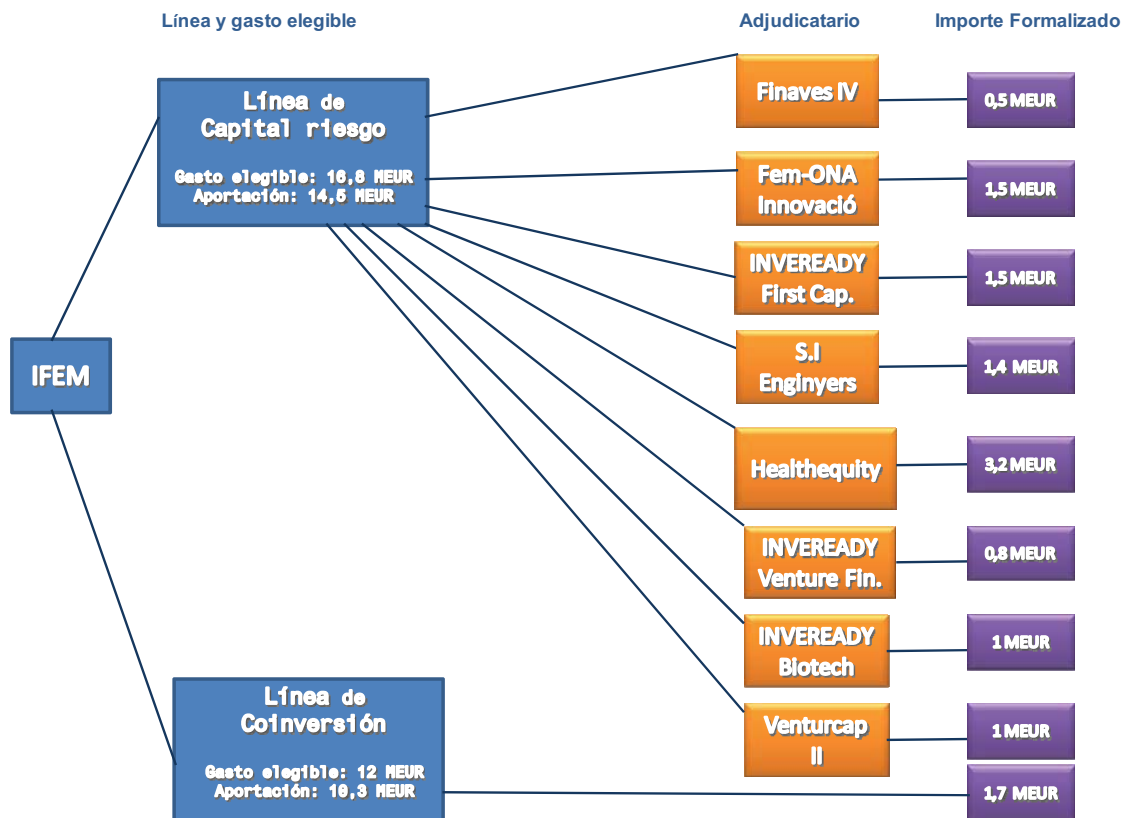 Línea y gasto elegible
Adjudicatario
Importe Formalizado
Línea de
Capital riesgo
Gasto elegible: 16,8 MEUR
Aportación: 14,5 MEUR
Finaves IV
0,5 MEUR
Fem-ONA
Innovació
1,5 MEUR
INVEREADY
First Cap.
1,5 MEUR
S.I
Enginyers
1,4 MEUR
IFEM
Healthequity
3,2 MEUR
INVEREADY
Venture Fin.
0,8 MEUR
INVEREADY
Biotech
1 MEUR
Venturcap
II
1 MEUR
Línea de
Coinversión
Gasto elegible: 12 MEUR
Aportación: 10,3 MEUR
1,7 MEUR